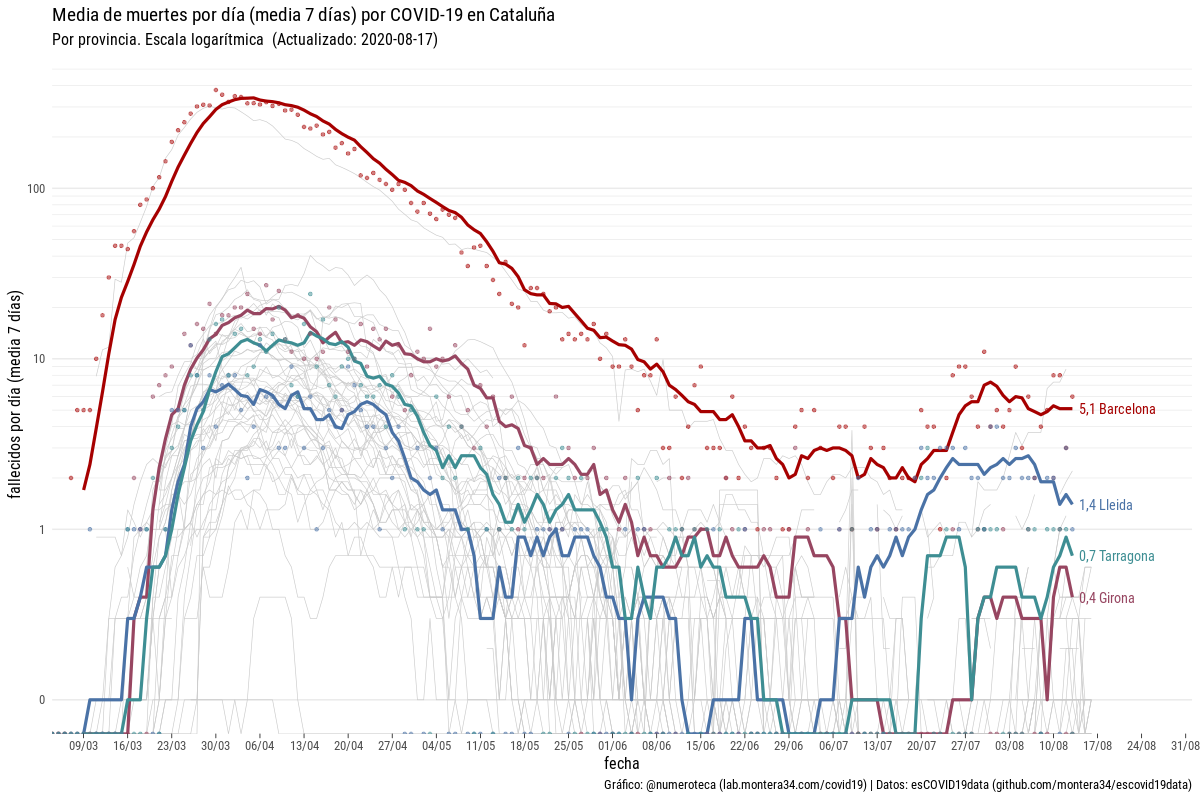 Media de muertes por día (media 7 días) por COVID-19 en Cataluña
Por provincia. Escala logarítmica (Actualizado: 2020-08-17)
fallecidos por día (media 7 días)
100
10
1
0
5,1 Barcelona
1,4 Lleida
0,7 Tarragona
0,4 Girona
09/03 16/03 23/03 30/03 06/04 13/04 20/04 27/04 04/05 11/05 18/05 25/05 01/06 08/06 15/06 22/06 29/06 06/07 13/07 20/07 27/07 03/08 10/08 17/08 24/08 31/08
fecha
Gráfico: @numeroteca (lab.montera34.com/covid19) | Datos: esCOVID19data (github.com/montera34/escovid19data)